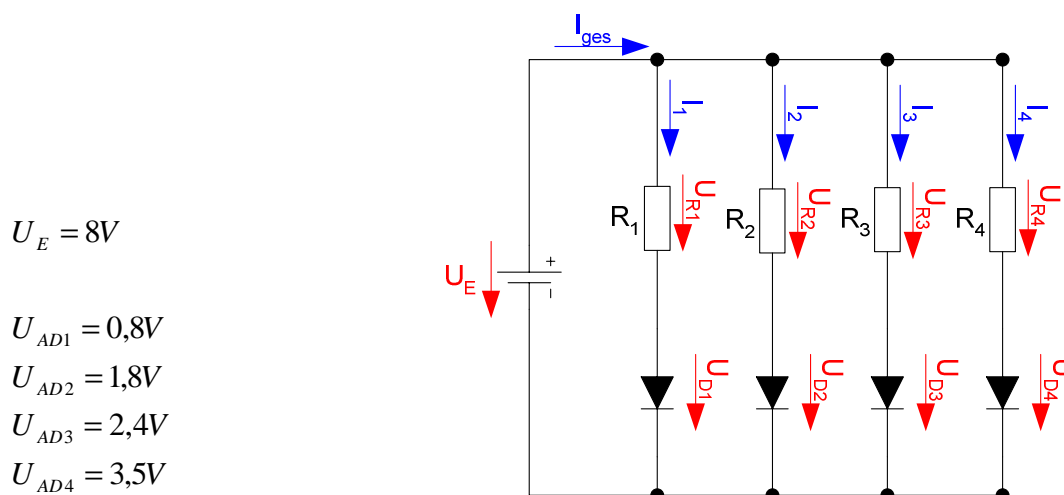 I_ges
I_1 I_2 I_3 I_4
U_R1 U_R2 U_R3 U_R4
R_1 R_2 R_3 R_4
U_E = 8V
+
U_E
−
U_AD1 = 0,8V
U_AD2 = 1,8V
U_AD3 = 2,4V
U_AD4 = 3,5V
U_D1 U_D2 U_D3 U_D4